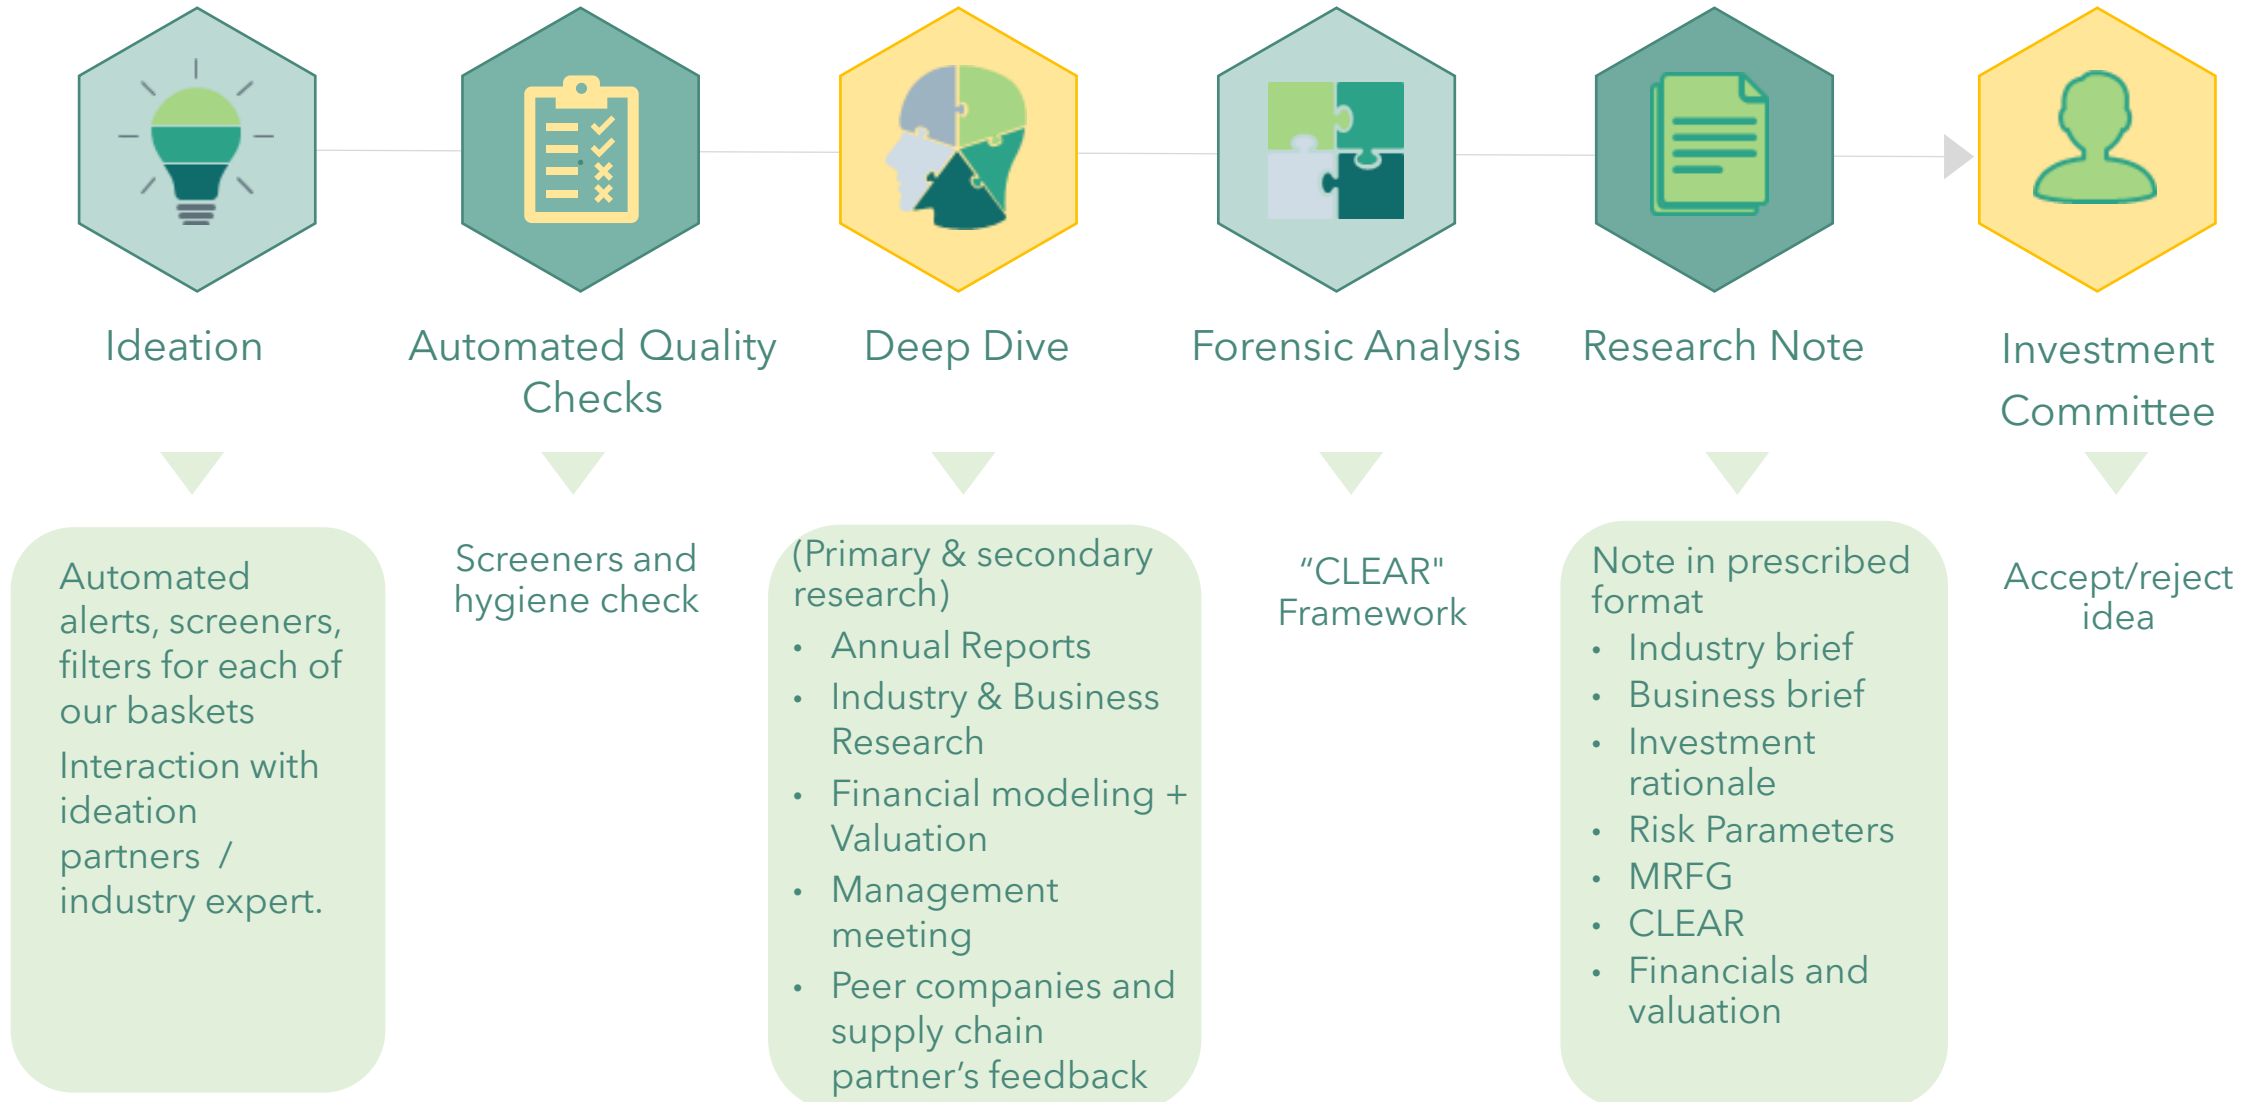 Ideation
Automated Quality
Checks
Deep Dive
Forensic Analysis
Research Note
Investment
Committee
Automated
alerts, screeners,
filters for each of
our baskets
Interaction with
ideation
partners  /
industry expert.
Screeners and
hygiene check
(Primary & secondary
research)
• Annual Reports
• Industry & Business
Research
• Financial modeling +
Valuation
• Management
meeting
• Peer companies and
supply chain
partner’s feedback
“CLEAR"
Framework
Note in prescribed
format
• Industry brief
• Business brief
• Investment
rationale
• Risk Parameters
• MRFG
• CLEAR
• Financials and
valuation
Accept/reject
idea